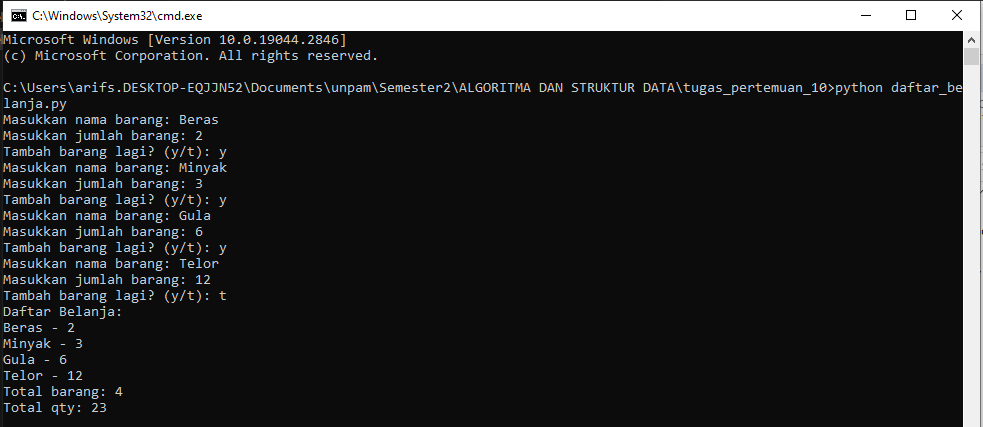 C:\Windows\System32\cmd.exe
Microsoft Windows [Version 10.0.19044.2846]
(c) Microsoft Corporation. All rights reserved.
C:\Users\arifs.DESKTOP-EQJJN52\Documents\unpam\Semester2\ALGORITMA DAN STRUKTUR DATA\tugas_pertemuan_10>python daftar_be
lanja.py
Masukkan nama barang: Beras
Masukkan jumlah barang: 2
Tambah barang lagi? (y/t): y
Masukkan nama barang: Minyak
Masukkan jumlah barang: 3
Tambah barang lagi? (y/t): y
Masukkan nama barang: Gula
Masukkan jumlah barang: 6
Tambah barang lagi? (y/t): y
Masukkan nama barang: Telor
Masukkan jumlah barang: 12
Tambah barang lagi? (y/t): t
Daftar Belanja:
Beras - 2
Minyak - 3
Gula - 6
Telor - 12
Total barang: 4
Total qty: 23